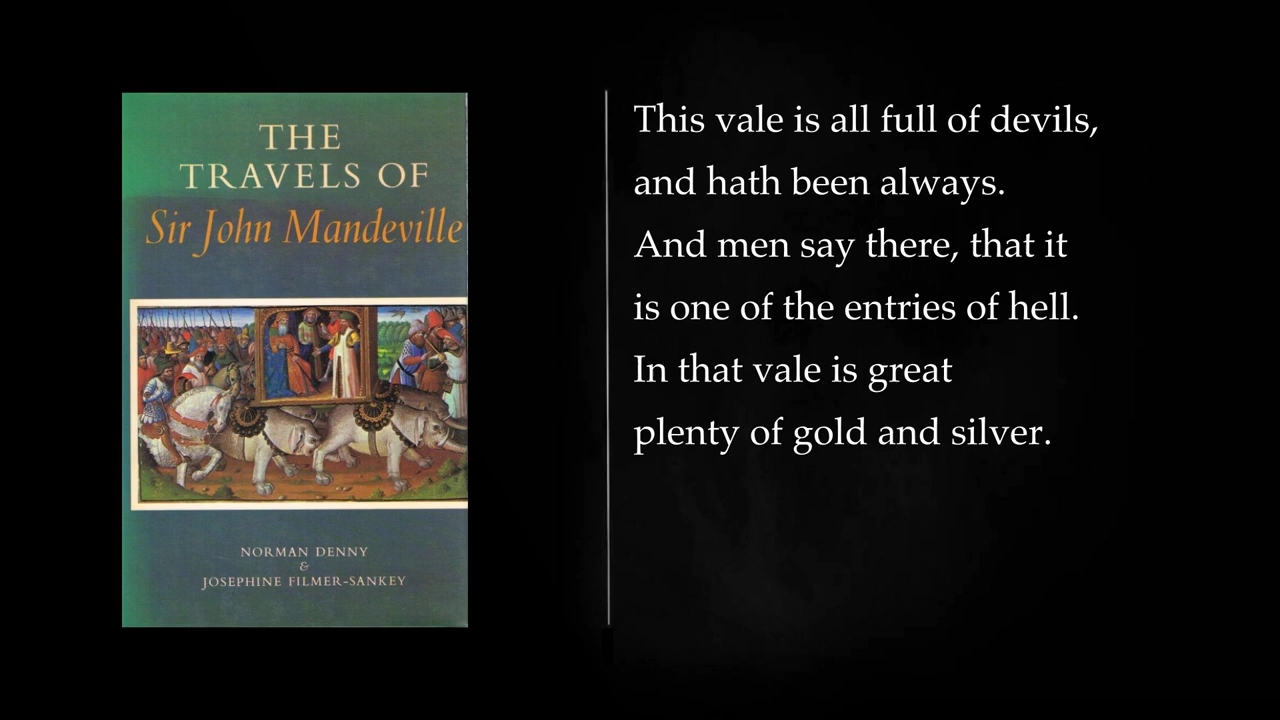 THE
TRAVELS OF
Sir John Mandeville
NORMAN DENNY
&
JOSEPHINE FILMER-SANKEY
This vale is all full of devils,
and hath been always.
And men say there, that it
is one of the entries of hell.
In that vale is great
plenty of gold and silver.